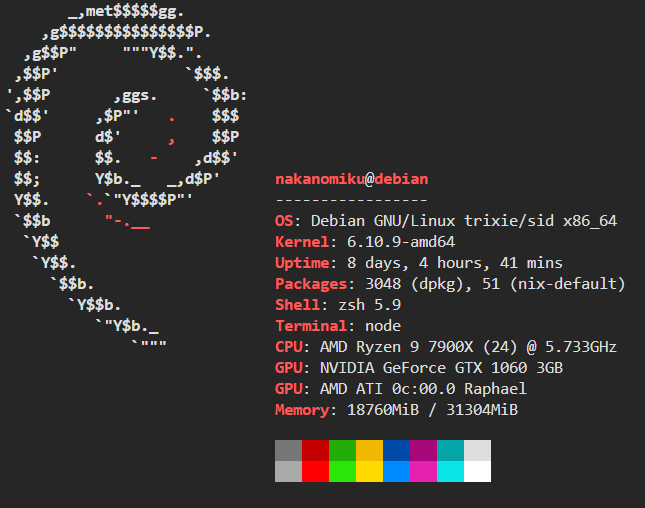 _,met$$$$$gg.
    ,g$$$$$$$$$$$$$$$P.
  ,g$$P"     """Y$$.".
 ,$$P'              `$$$.
',$$P       ,ggs.     `$$b:
`d$$'     ,$P"'   .    $$$
 $$P      d$'     ,    $$P
 $$:      $$.   -    ,d$$'
 $$;      Y$b._   _,d$P'
 Y$$.    `.`"Y$$$$P"'
 `$$b      "-.__
  `Y$$
   `Y$$.
     `$$b.
       `Y$$b.
          `"Y$b._
              `"""
nakanomiku@debian
-----------------
OS: Debian GNU/Linux trixie/sid x86_64
Kernel: 6.10.9-amd64
Uptime: 8 days, 4 hours, 41 mins
Packages: 3048 (dpkg), 51 (nix-default)
Shell: zsh 5.9
Terminal: node
CPU: AMD Ryzen 9 7900X (24) @ 5.733GHz
GPU: NVIDIA GeForce GTX 1060 3GB
GPU: AMD ATI 0c:00.0 Raphael
Memory: 18760MiB / 31304MiB